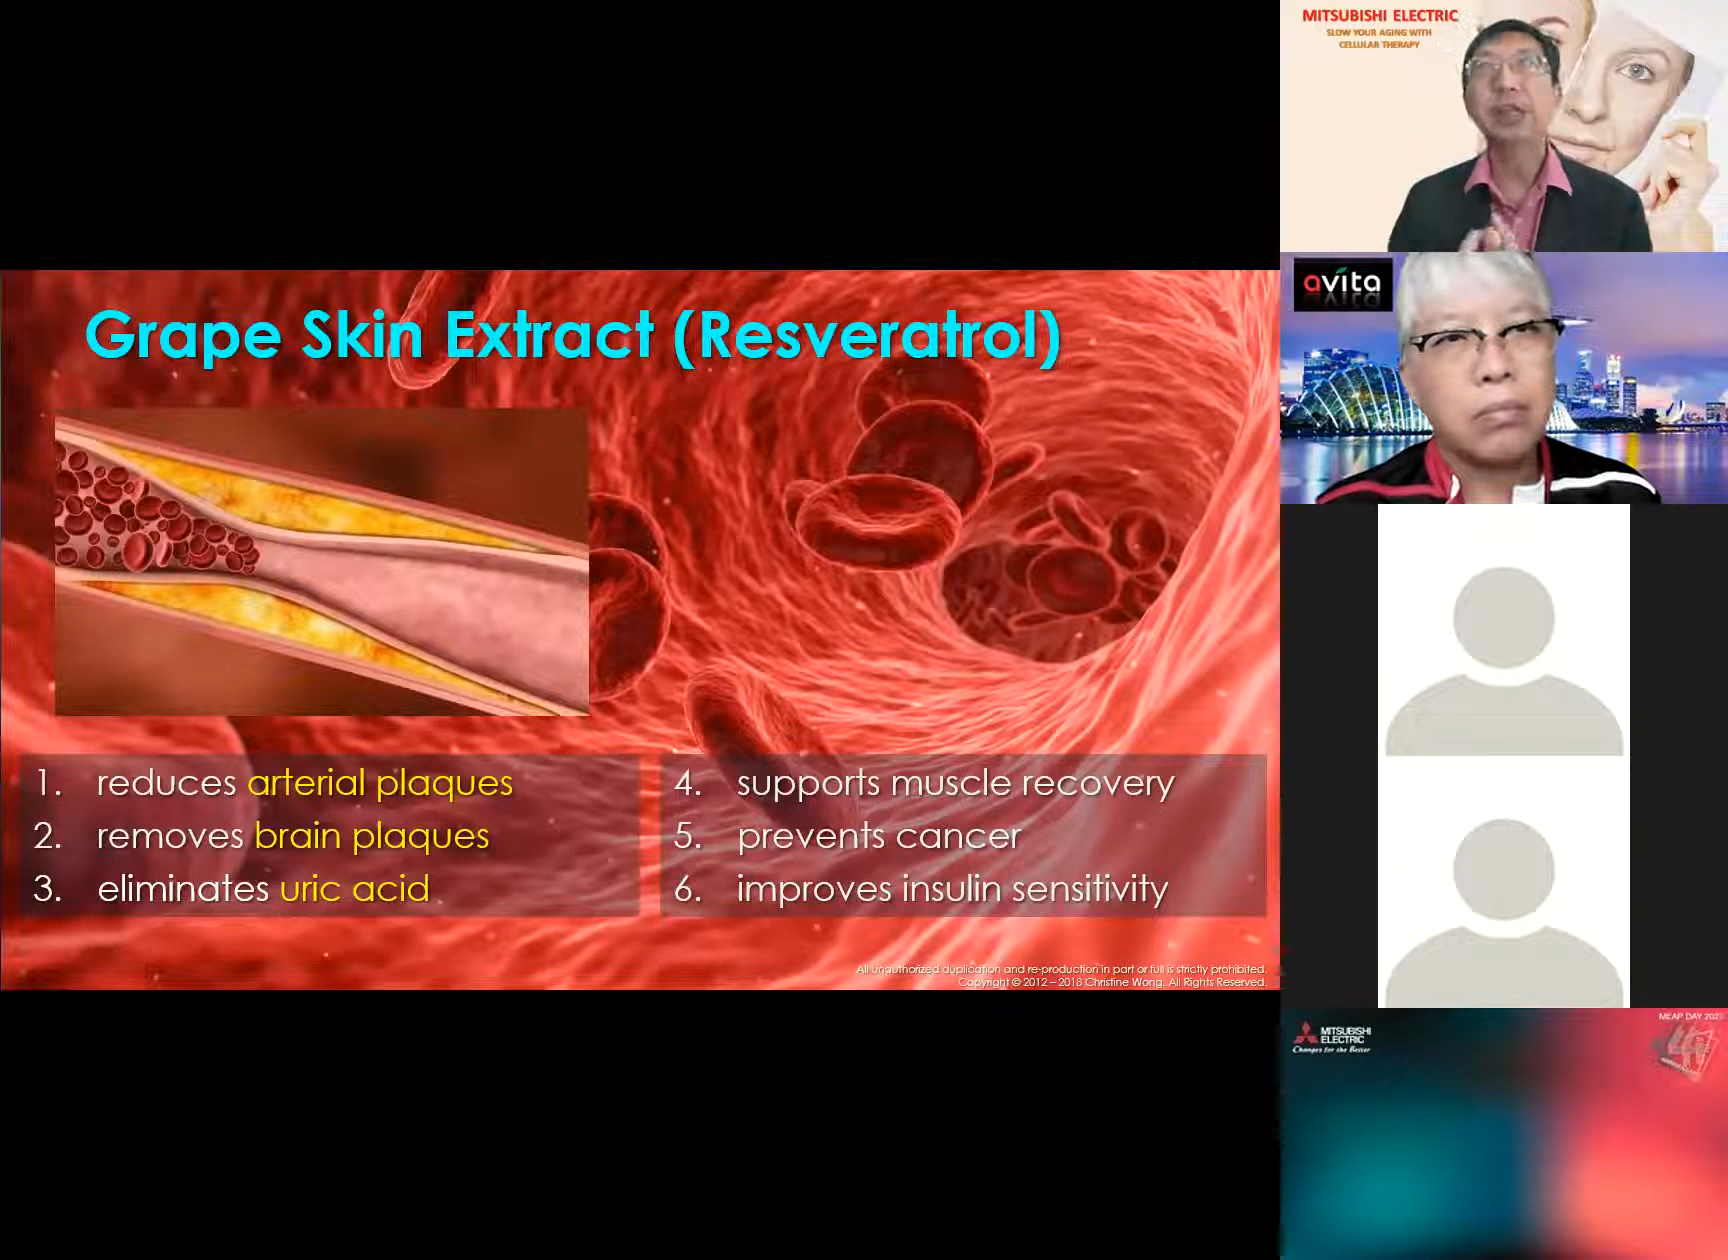 Grape Skin Extract (Resveratrol)
1. reduces arterial plaques
2. removes brain plaques
3. eliminates uric acid
4. supports muscle recovery
5. prevents cancer
6. improves insulin sensitivity
All unauthorized duplication and re-production in part or full is strictly prohibited.
Copyright © 2012 – 2018 Christine Wong. All Rights Reserved.
MITSUBISHI ELECTRIC
SLOW YOUR AGING WITH
CELLULAR THERAPY
avita
MITSUBISHI
ELECTRIC
Changes for the Better
MEAP DAY